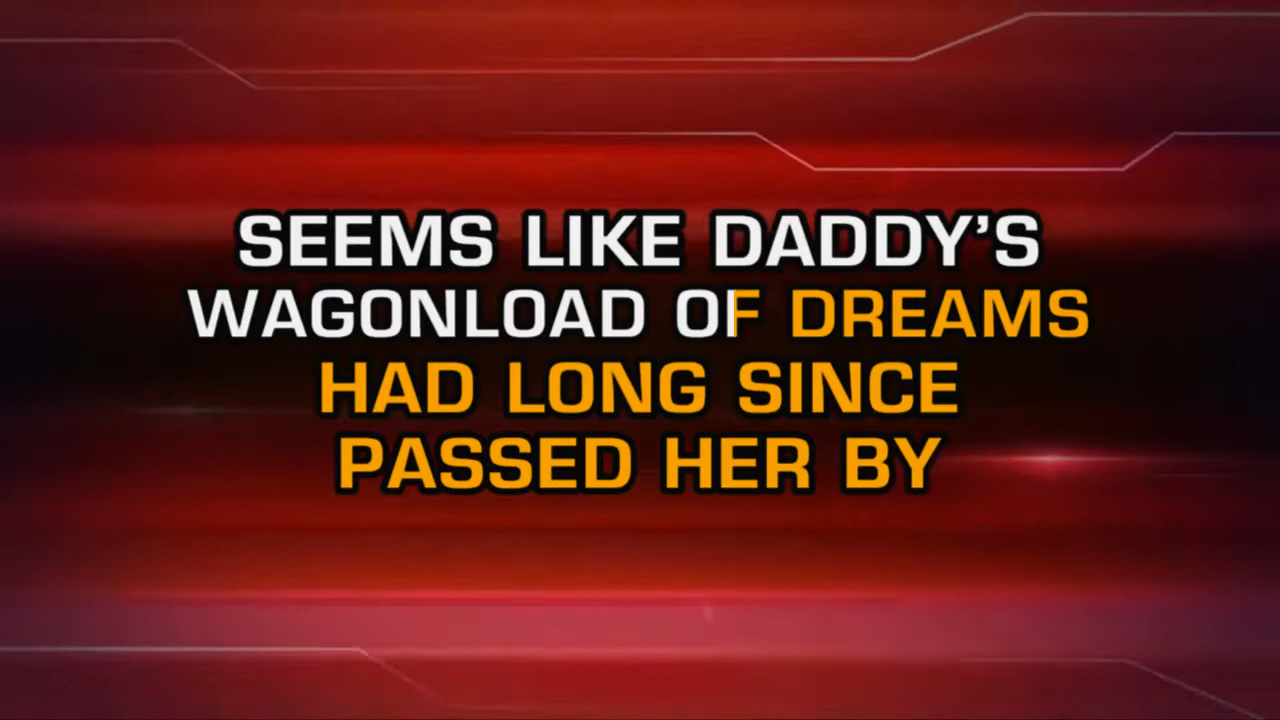 SEEMS LIKE DADDY'S
WAGONLOAD OF DREAMS
HAD LONG SINCE
PASSED HER BY